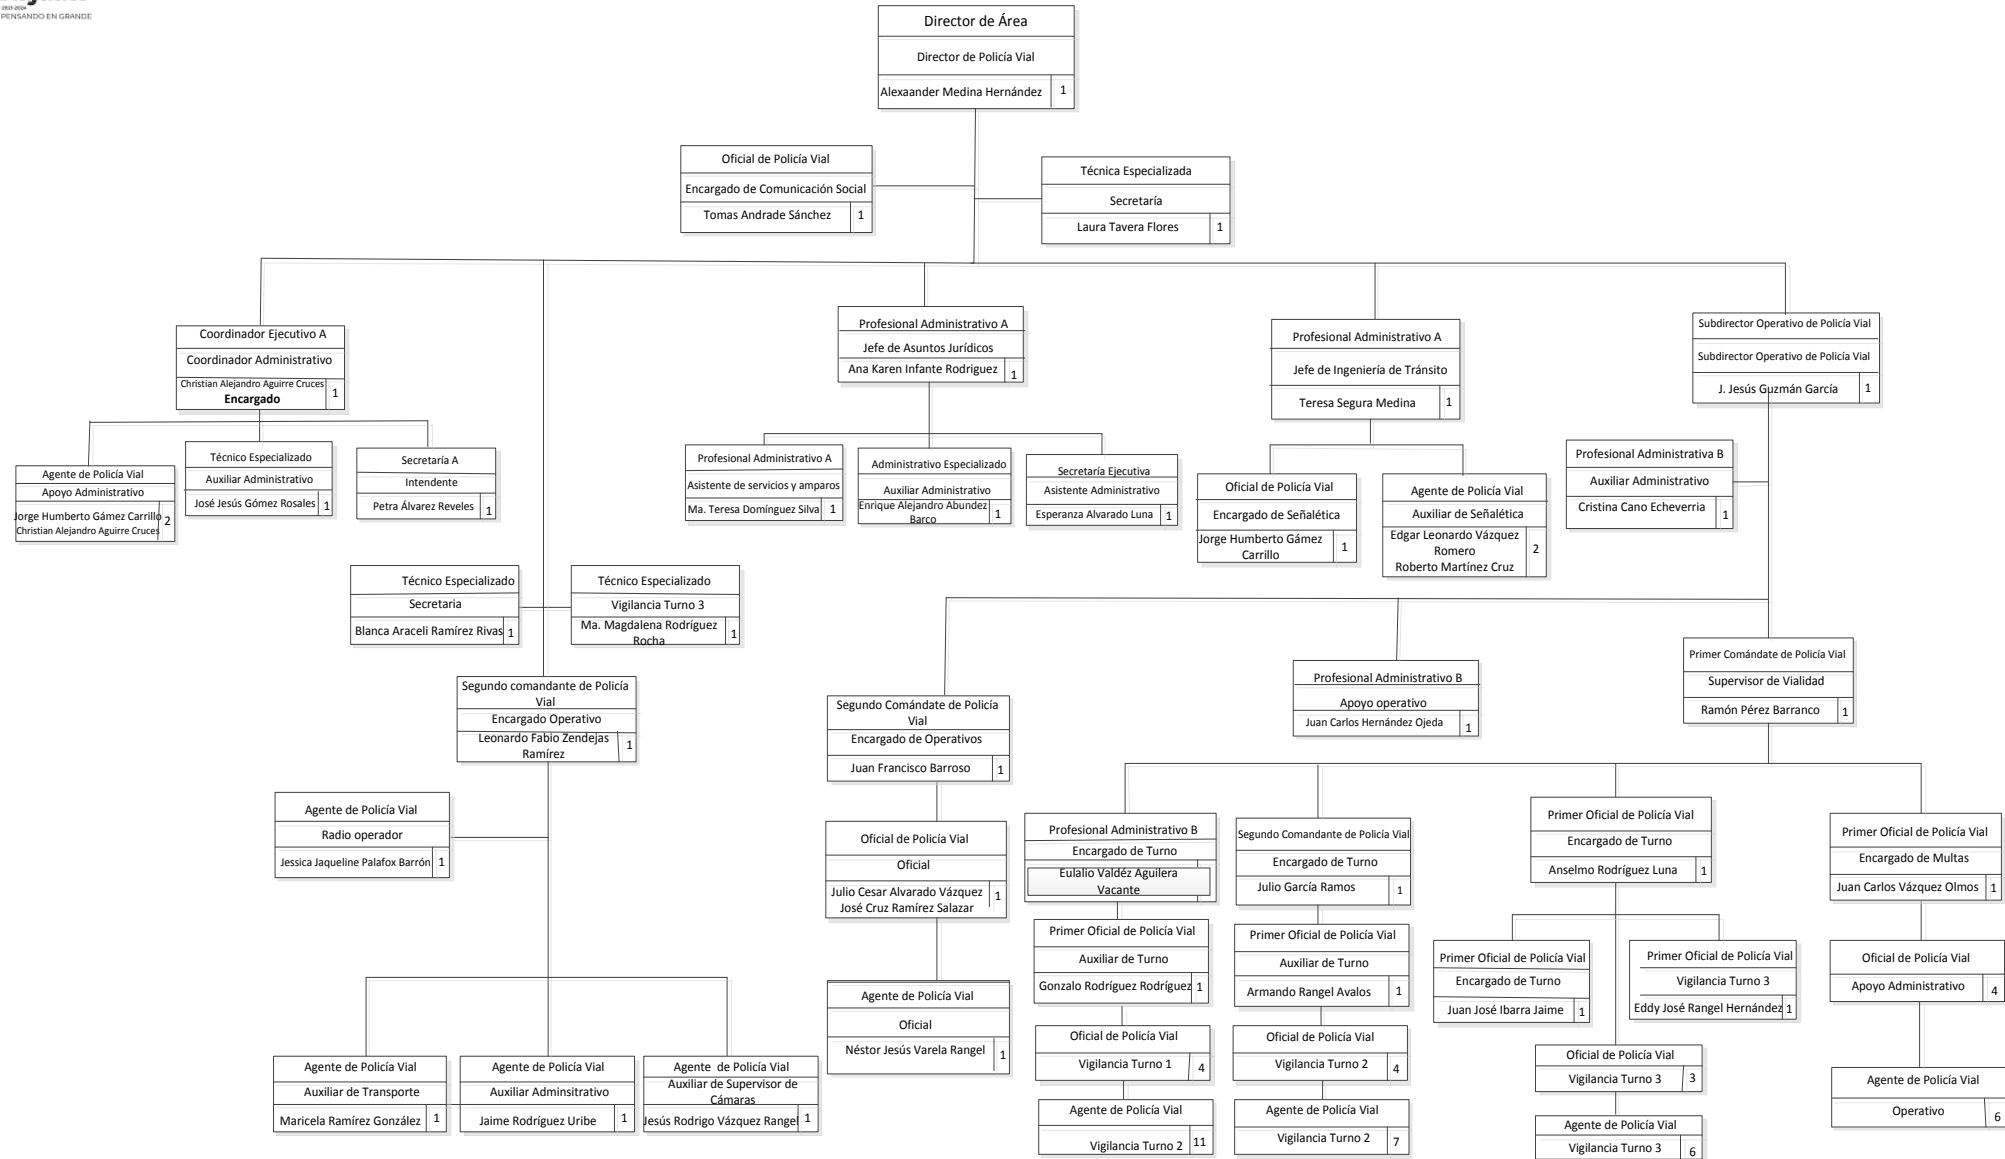 2021-2024
PENSANDO EN GRANDE
Director de Área
Director de Policía Vial
Alexaander Medina Hernández
1
Oficial de Policía Vial
Encargado de Comunicación Social
Tomas Andrade Sánchez
1
Técnica Especializada
Secretaría
Laura Tavera Flores
1
Coordinador Ejecutivo A
Coordinador Administrativo
Christian Alejandro Aguirre Cruces
Encargado
1
Profesional Administrativo A
Jefe de Asuntos Jurídicos
Ana Karen Infante Rodriguez
1
Profesional Administrativo A
Jefe de Ingeniería de Tránsito
Teresa Segura Medina
1
Subdirector Operativo de Policía Vial
Subdirector Operativo de Policía Vial
J. Jesús Guzmán García
1
Agente de Policía Vial
Apoyo Administrativo
Jorge Humberto Gámez Carrillo
Christian Alejandro Aguirre Cruces
2
Técnico Especializado
Auxiliar Administrativo
José Jesús Gómez Rosales
1
Secretaría A
Intendente
Petra Álvarez Reveles
1
Profesional Administrativo A
Asistente de servicios y amparos
Ma. Teresa Domínguez Silva
1
Administrativo Especializado
Auxiliar Administrativo
Enrique Alejandro Abundez
Barco
1
Secretaría Ejecutiva
Asistente Administrativo
Esperanza Alvarado Luna
1
Oficial de Policía Vial
Encargado de Señalética
Jorge Humberto Gámez
Carrillo
1
Agente de Policía Vial
Auxiliar de Señalética
Edgar Leonardo Vázquez
Romero
Roberto Martínez Cruz
2
Profesional Administrativa B
Auxiliar Administrativo
Cristina Cano Echeverria
1
Técnico Especializado
Secretaria
Blanca Araceli Ramírez Rivas
1
Técnico Especializado
Vigilancia Turno 3
Ma. Magdalena Rodríguez
Rocha
1
Segundo comandante de Policía
Vial
Encargado Operativo
Leonardo Fabio Zendejas
Ramírez
1
Segundo Comándate de Policía
Vial
Encargado de Operativos
Juan Francisco Barroso
1
Profesional Administrativo B
Apoyo operativo
Juan Carlos Hernández Ojeda
1
Primer Comándate de Policía Vial
Supervisor de Vialidad
Ramón Pérez Barranco
1
Agente de Policía Vial
Radio operador
Jessica Jaqueline Palafox Barrón
1
Oficial de Policía Vial
Oficial
Julio Cesar Alvarado Vázquez
José Cruz Ramírez Salazar
1
Agente de Policía Vial
Oficial
Néstor Jesús Varela Rangel
1
Profesional Administrativo B
Encargado de Turno
Eulalio Valdéz Aguilera
Vacante
Segundo Comandante de Policía Vial
Encargado de Turno
Julio García Ramos
1
Primer Oficial de Policía Vial
Encargado de Turno
Anselmo Rodríguez Luna
1
Primer Oficial de Policía Vial
Encargado de Multas
Juan Carlos Vázquez Olmos
1
Primer Oficial de Policía Vial
Auxiliar de Turno
Gonzalo Rodríguez Rodríguez
1
Primer Oficial de Policía Vial
Auxiliar de Turno
Armando Rangel Avalos
1
Primer Oficial de Policía Vial
Encargado de Turno
Juan José Ibarra Jaime
1
Primer Oficial de Policía Vial
Vigilancia Turno 3
Eddy José Rangel Hernández
1
Oficial de Policía Vial
Apoyo Administrativo
4
Oficial de Policía Vial
Vigilancia Turno 1
4
Oficial de Policía Vial
Vigilancia Turno 2
4
Oficial de Policía Vial
Vigilancia Turno 3
3
Agente de Policía Vial
Operativo
6
Agente de Policía Vial
Auxiliar de Transporte
Maricela Ramírez González
1
Agente de Policía Vial
Auxiliar Adminsitrativo
Jaime Rodríguez Uribe
1
Agente de Policía Vial
Auxiliar de Supervisor de
Cámaras
Jesús Rodrigo Vázquez Rangel
1
Agente de Policía Vial
Vigilancia Turno 2
11
Agente de Policía Vial
Vigilancia Turno 2
7
Agente de Policía Vial
Vigilancia Turno 3
6